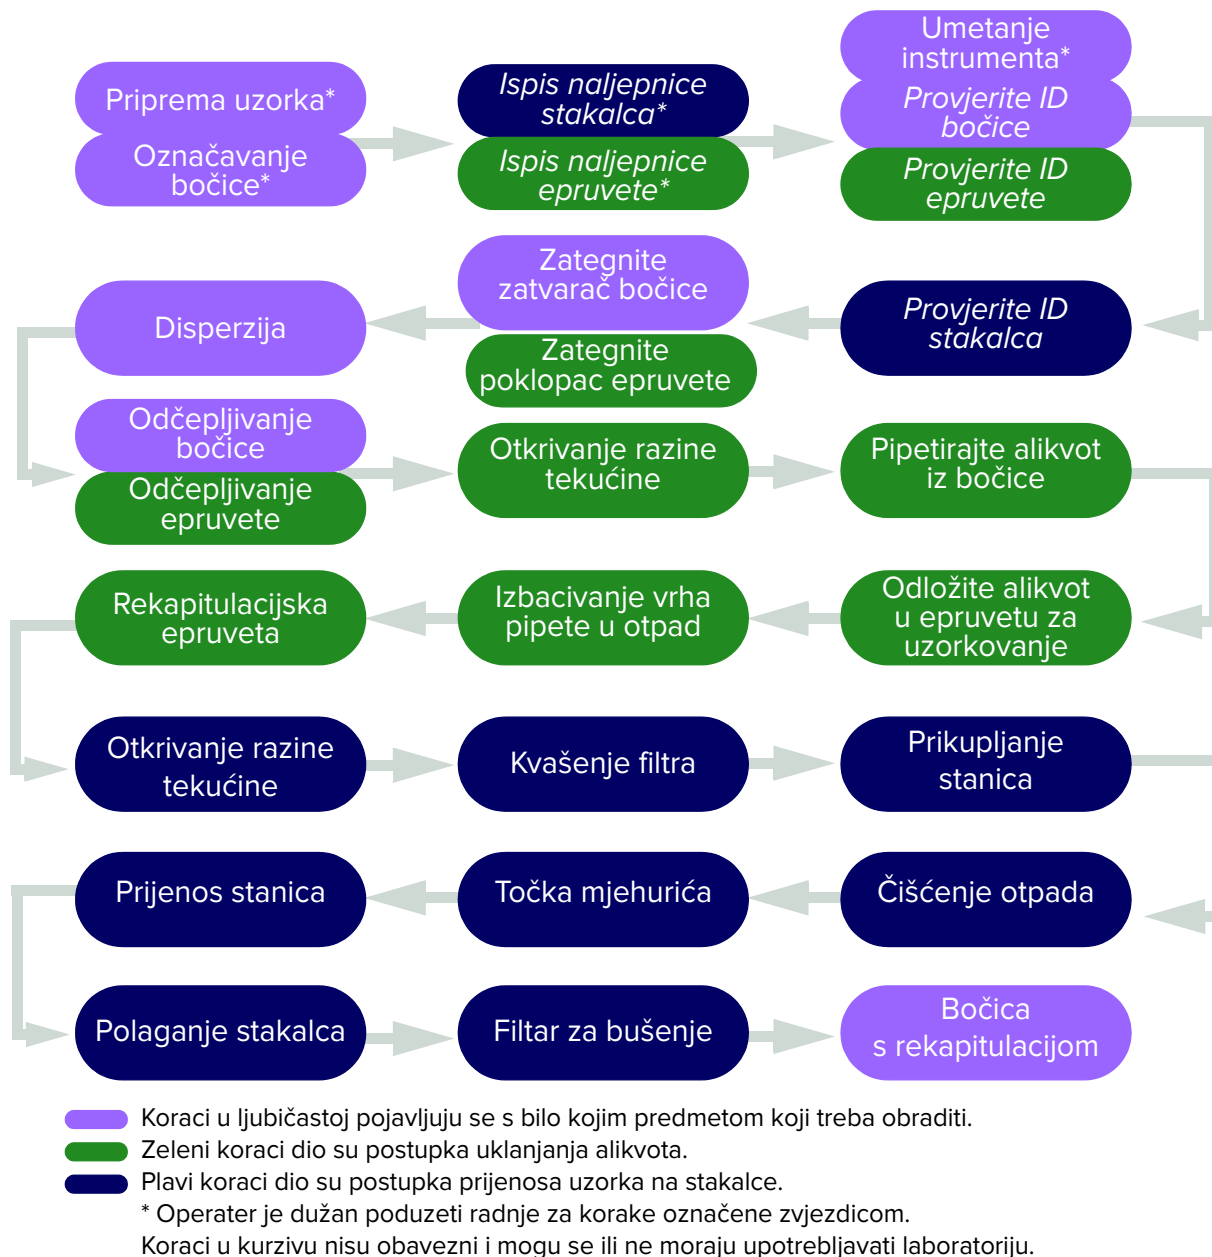 Priprema uzorka*
Označavanje
bočice*
Ispis naljepnice
stakalca*
Ispis naljepnice
epruvete*
Umetanje
instrumenta*
Provjerite ID
bočice
Provjerite ID
epruvete
Provjerite ID
stakalca
Zategnite
zatvarač bočice
Zategnite
poklopac epruvete
Disperzija
Odčepljivanje
bočice
Odčepljivanje
epruvete
Otkrivanje razine
tekućine
Pipetirajte alikvot
iz bočice
Odložite alikvot
u epruvetu za
uzorkovanje
Izbacivanje vrha
pipete u otpad
Rekapitulacijska
epruveta
Otkrivanje razine
tekućine
Kvašenje filtra
Prikupljanje
stanica
Čišćenje otpada
Točka mjehurića
Prijenos stanica
Polaganje stakalca
Filtar za bušenje
Bočica
s rekapitulacijom
Koraci u ljubičastoj pojavljuju se s bilo kojim predmetom koji treba obraditi.
Zeleni koraci dio su postupka uklanjanja alikvota.
Plavi koraci dio su postupka prijenosa uzorka na stakalce.
* Operater je dužan poduzeti radnje za korake označene zvjezdicom.
Koraci u kurzivu nisu obavezni i mogu se ili ne moraju upotrebljavati laboratoriju.